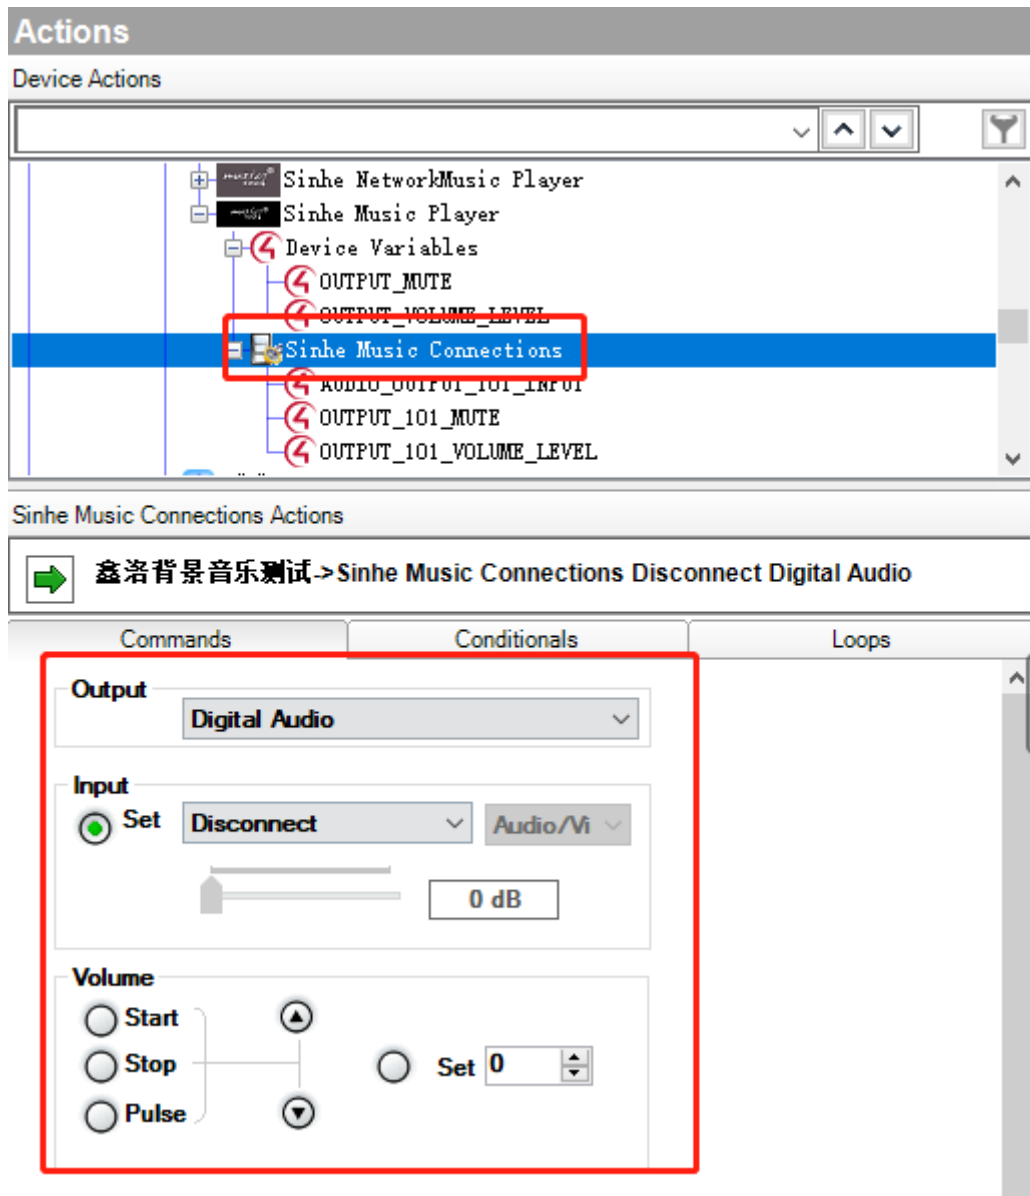 Actions
Device Actions
Sinhe NetworkMusic Player
Sinhe Music Player
Device Variables
OUTPUT_MUTE
OUTPUT_VOLUME_LEVEL
Sinhe Music Connections
AUDIO_OUTPUT_101_INPUT
OUTPUT_101_MUTE
OUTPUT_101_VOLUME_LEVEL
Sinhe Music Connections Actions
鑫洛背景音乐测试->Sinhe Music Connections Disconnect Digital Audio
Commands Conditionals Loops
Output
Digital Audio
Input
Set Disconnect Audio/Vi
0 dB
Volume
Start
Stop Set 0
Pulse